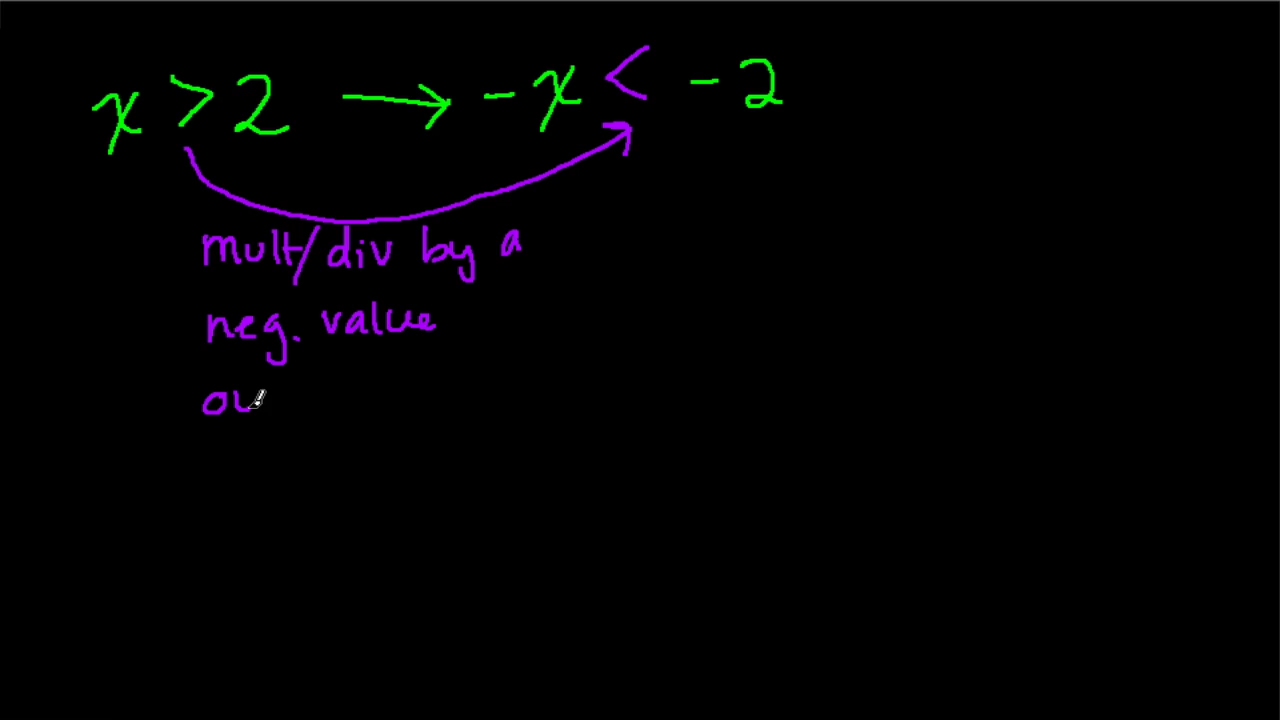 x > 2 → -x < -2
mult/div by a
neg. value